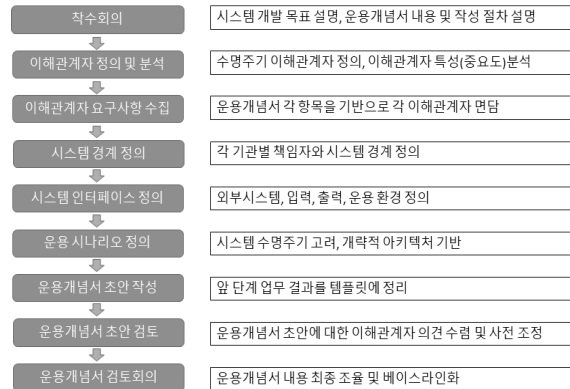 착수회의
시스템 개발 목표 설명, 운용개념서 내용 및 작성 절차 설명
이해관계자 정의 및 분석
수명주기 이해관계자 정의, 이해관계자 특성(중요도)분석
이해관계자 요구사항 수집
운용개념서 각 항목을 기반으로 각 이해관계자 면담
시스템 경계 정의
각 기관별 책임자와 시스템 경계 정의
시스템 인터페이스 정의
외부시스템, 입력, 출력, 운용 환경 정의
운용 시나리오 정의
시스템 수명주기 고려, 개략적 아키텍처 기반
운용개념서 초안 작성
앞 단계 업무 결과를 템플릿에 정리
운용개념서 초안 검토
운용개념서 초안에 대한 이해관계자 의견 수렴 및 사전 조정
운용개념서 검토회의
운용개념서 내용 최종 조율 및 베이스라인화